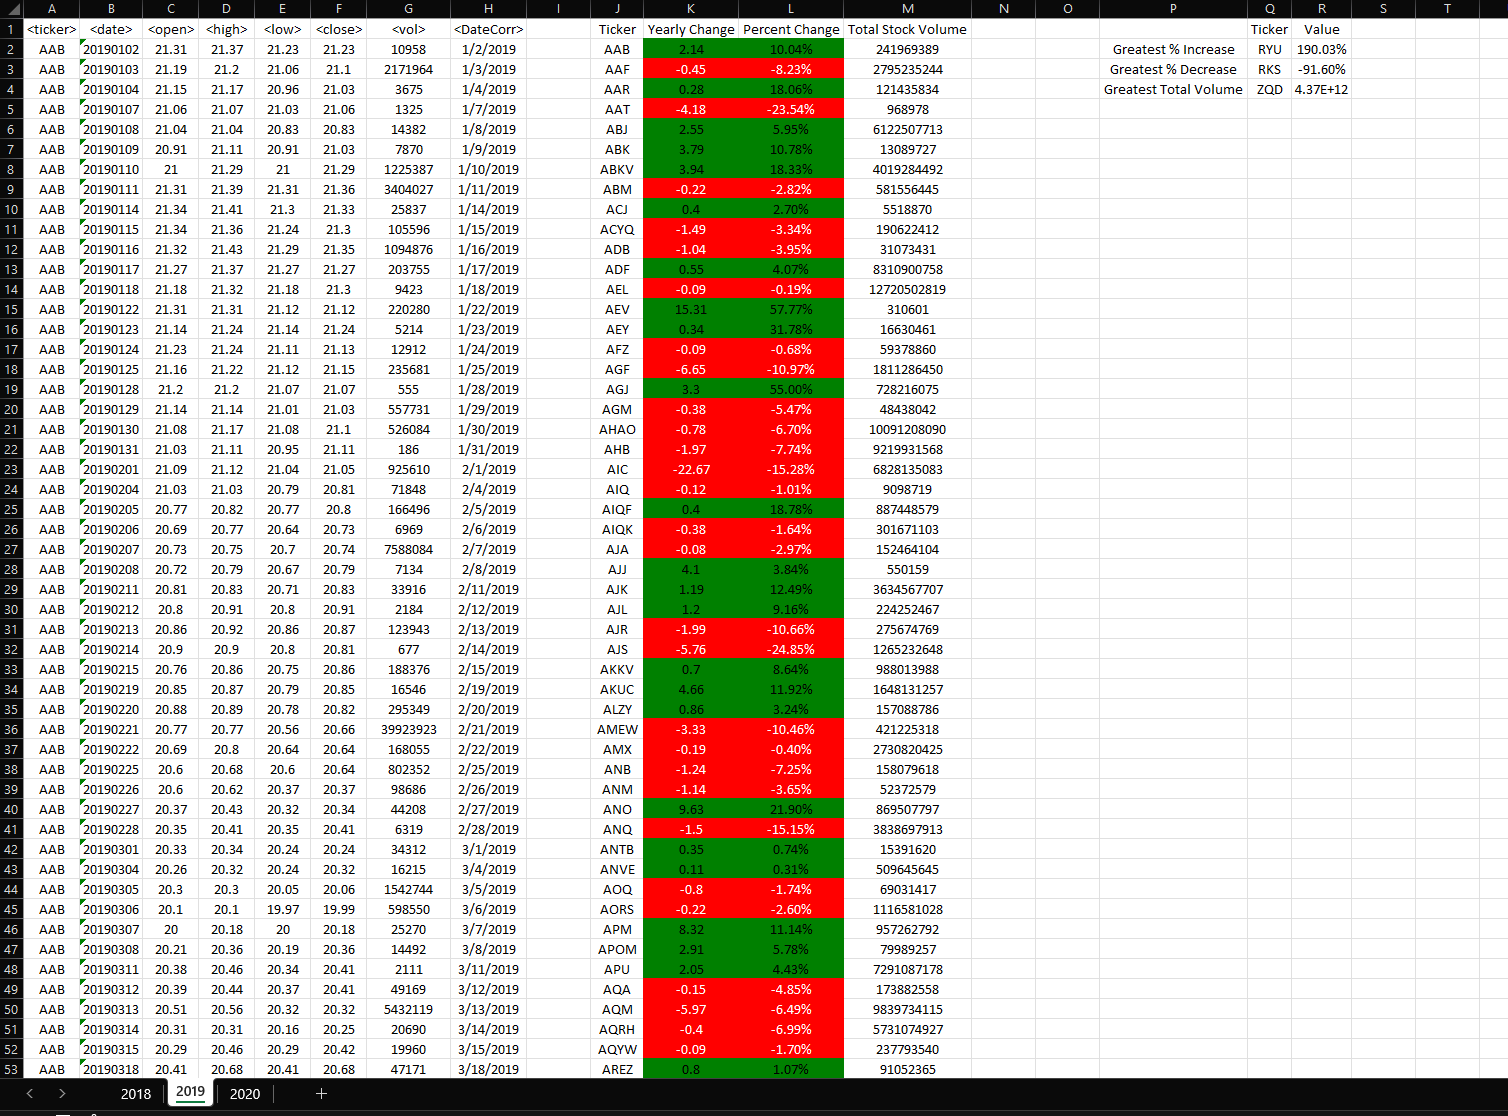 A B C D E F G H I J K L M N O P Q R S T
1 <ticker> <date> <open> <high> <low> <close> <vol> <DateCorr> Ticker Yearly Change Percent Change Total Stock Volume Ticker Value
2 AAB 20190102 21.31 21.37 21.23 21.23 10958 1/2/2019 AAB 2.14 10.04% 241969389 Greatest % Increase RYU 190.03%
3 AAB 20190103 21.19 21.2 21.06 21.1 2171964 1/3/2019 AAF -0.45 -8.23% 2795235244 Greatest % Decrease RKS -91.60%
4 AAB 20190104 21.15 21.17 20.96 21.03 3675 1/4/2019 AAR 0.28 18.06% 121435834 Greatest Total Volume ZQD 4.37E+12
5 AAB 20190107 21.06 21.07 21.03 21.06 1325 1/7/2019 AAT -4.18 -23.54% 968978
6 AAB 20190108 21.04 21.04 20.83 20.83 14382 1/8/2019 ABJ 2.55 5.95% 6122507713
7 AAB 20190109 20.91 21.11 20.91 21.03 7870 1/9/2019 ABK 3.79 10.78% 13089727
8 AAB 20190110 21 21.29 21 21.29 1225387 1/10/2019 ABKV 3.94 18.33% 4019284492
9 AAB 20190111 21.31 21.39 21.31 21.36 3404027 1/11/2019 ABM -0.22 -2.82% 581556445
10 AAB 20190114 21.34 21.41 21.3 21.33 25837 1/14/2019 ACJ 0.4 2.70% 5518870
11 AAB 20190115 21.34 21.36 21.24 21.3 105596 1/15/2019 ACYQ -1.49 -3.34% 190622412
12 AAB 20190116 21.32 21.43 21.29 21.35 1094876 1/16/2019 ADB -1.04 -3.95% 31073431
13 AAB 20190117 21.27 21.37 21.27 21.27 203755 1/17/2019 ADF 0.55 4.07% 8310900758
14 AAB 20190118 21.18 21.32 21.18 21.3 9423 1/18/2019 AEL -0.09 -0.19% 12720502819
15 AAB 20190122 21.31 21.31 21.12 21.12 220280 1/22/2019 AEV 15.31 57.77% 310601
16 AAB 20190123 21.14 21.24 21.14 21.24 5214 1/23/2019 AEY 0.34 31.78% 16630461
17 AAB 20190124 21.23 21.24 21.11 21.13 12912 1/24/2019 AFZ -0.09 -0.68% 59378860
18 AAB 20190125 21.16 21.22 21.12 21.15 235681 1/25/2019 AGF -6.65 -10.97% 1811286450
19 AAB 20190128 21.2 21.2 21.07 21.07 555 1/28/2019 AGJ 3.3 55.00% 728216075
20 AAB 20190129 21.14 21.14 21.01 21.03 557731 1/29/2019 AGM -0.38 -5.47% 48438042
21 AAB 20190130 21.08 21.17 21.08 21.1 526084 1/30/2019 AHAO -0.78 -6.70% 10091208090
22 AAB 20190131 21.03 21.11 20.95 21.11 186 1/31/2019 AHB -1.97 -7.74% 9219931568
23 AAB 20190201 21.09 21.12 21.04 21.05 925610 2/1/2019 AIC -22.67 -15.28% 6828135083
24 AAB 20190204 21.03 21.03 20.79 20.81 71848 2/4/2019 AIQ -0.12 -1.01% 9098719
25 AAB 20190205 20.77 20.82 20.77 20.8 166496 2/5/2019 AIQF 0.4 18.78% 887448579
26 AAB 20190206 20.69 20.77 20.64 20.73 6969 2/6/2019 AIQK -0.38 -1.64% 301671103
27 AAB 20190207 20.73 20.75 20.7 20.74 7588084 2/7/2019 AJA -0.08 -2.97% 152464104
28 AAB 20190208 20.72 20.79 20.67 20.79 7134 2/8/2019 AJJ 4.1 3.84% 550159
29 AAB 20190211 20.81 20.83 20.71 20.83 33916 2/11/2019 AJK 1.19 12.49% 3634567707
30 AAB 20190212 20.8 20.91 20.8 20.91 2184 2/12/2019 AJL 1.2 9.16% 224252467
31 AAB 20190213 20.86 20.92 20.86 20.87 123943 2/13/2019 AJR -1.99 -10.66% 275674769
32 AAB 20190214 20.9 20.9 20.8 20.81 677 2/14/2019 AJS -5.76 -24.85% 1265232648
33 AAB 20190215 20.76 20.86 20.75 20.86 188376 2/15/2019 AKKV 0.7 8.64% 988013988
34 AAB 20190219 20.85 20.87 20.79 20.85 16546 2/19/2019 AKUC 4.66 11.92% 1648131257
35 AAB 20190220 20.88 20.89 20.78 20.82 295349 2/20/2019 ALZY 0.86 3.24% 157088786
36 AAB 20190221 20.77 20.77 20.56 20.66 39923923 2/21/2019 AMEW -3.33 -10.46% 421225318
37 AAB 20190222 20.69 20.8 20.64 20.64 168055 2/22/2019 AMX -0.19 -0.40% 2730820425
38 AAB 20190225 20.6 20.68 20.6 20.64 802352 2/25/2019 ANB -1.24 -7.25% 158079618
39 AAB 20190226 20.6 20.62 20.37 20.37 98686 2/26/2019 ANM -1.14 -3.65% 52372579
40 AAB 20190227 20.37 20.43 20.32 20.34 44208 2/27/2019 ANO 9.63 21.90% 869507797
41 AAB 20190228 20.35 20.41 20.35 20.41 6319 2/28/2019 ANQ -1.5 -15.15% 3838697913
42 AAB 20190301 20.33 20.34 20.24 20.24 34312 3/1/2019 ANTB 0.35 0.74% 15391620
43 AAB 20190304 20.26 20.32 20.24 20.32 16215 3/4/2019 ANVE 0.11 0.31% 509645645
44 AAB 20190305 20.3 20.3 20.05 20.06 1542744 3/5/2019 AOQ -0.8 -1.74% 69031417
45 AAB 20190306 20.1 20.1 19.97 19.99 598550 3/6/2019 AORS -0.22 -2.60% 1116581028
46 AAB 20190307 20 20.18 20 20.18 25270 3/7/2019 APM 8.32 11.14% 957262792
47 AAB 20190308 20.21 20.36 20.19 20.36 14492 3/8/2019 APOM 2.91 5.78% 79989257
48 AAB 20190311 20.38 20.46 20.34 20.41 2111 3/11/2019 APU 2.05 4.43% 7291087178
49 AAB 20190312 20.39 20.44 20.37 20.41 49169 3/12/2019 AQA -0.15 -4.85% 173882558
50 AAB 20190313 20.51 20.56 20.32 20.32 5432119 3/13/2019 AQM -5.97 -6.49% 9839734115
51 AAB 20190314 20.31 20.31 20.16 20.25 20690 3/14/2019 AQRH -0.4 -6.99% 5731074927
52 AAB 20190315 20.29 20.46 20.29 20.42 19960 3/15/2019 AQYW -0.09 -1.70% 237793540
53 AAB 20190318 20.41 20.68 20.41 20.68 47171 3/18/2019 AREZ 0.8 1.07% 91052365
2018 2019 2020